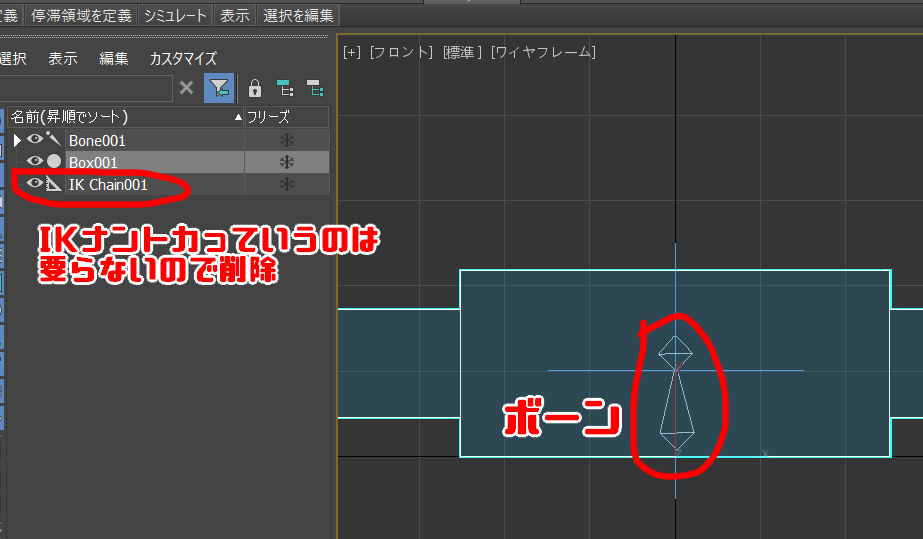 定義 停滞領域を定義 シミュレート 表示 選択を編集
選択 表示 編集 カスタマイズ
名前(昇順でソート) フリーズ
Bone001
Box001
IK Chain001
IKナントカっていうのは
要らないので削除
[+] [フロント] [標準 ] [ワイヤフレーム]
ボーン
Y
Z
X